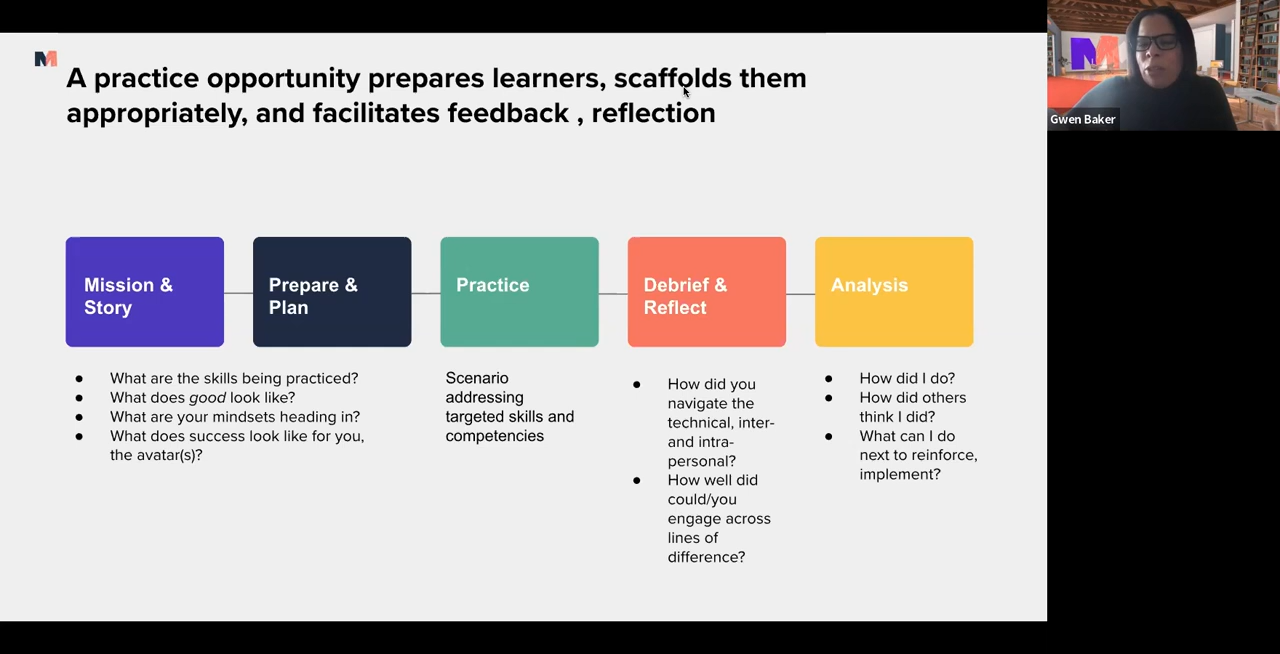 M
A practice opportunity prepares learners, scaffolds them
appropriately, and facilitates feedback , reflection
Mission &
Story
Prepare &
Plan
Practice
Debrief &
Reflect
Analysis
● What are the skills being practiced?
● What does good look like?
● What are your mindsets heading in?
● What does success look like for you,
the avatar(s)?
Scenario
addressing
targeted skills and
competencies
● How did you
navigate the
technical, inter-
and intra-
personal?
● How well did
could/you
engage across
lines of
difference?
● How did I do?
● How did others
think I did?
● What can I do
next to reinforce,
implement?
M
Gwen Baker